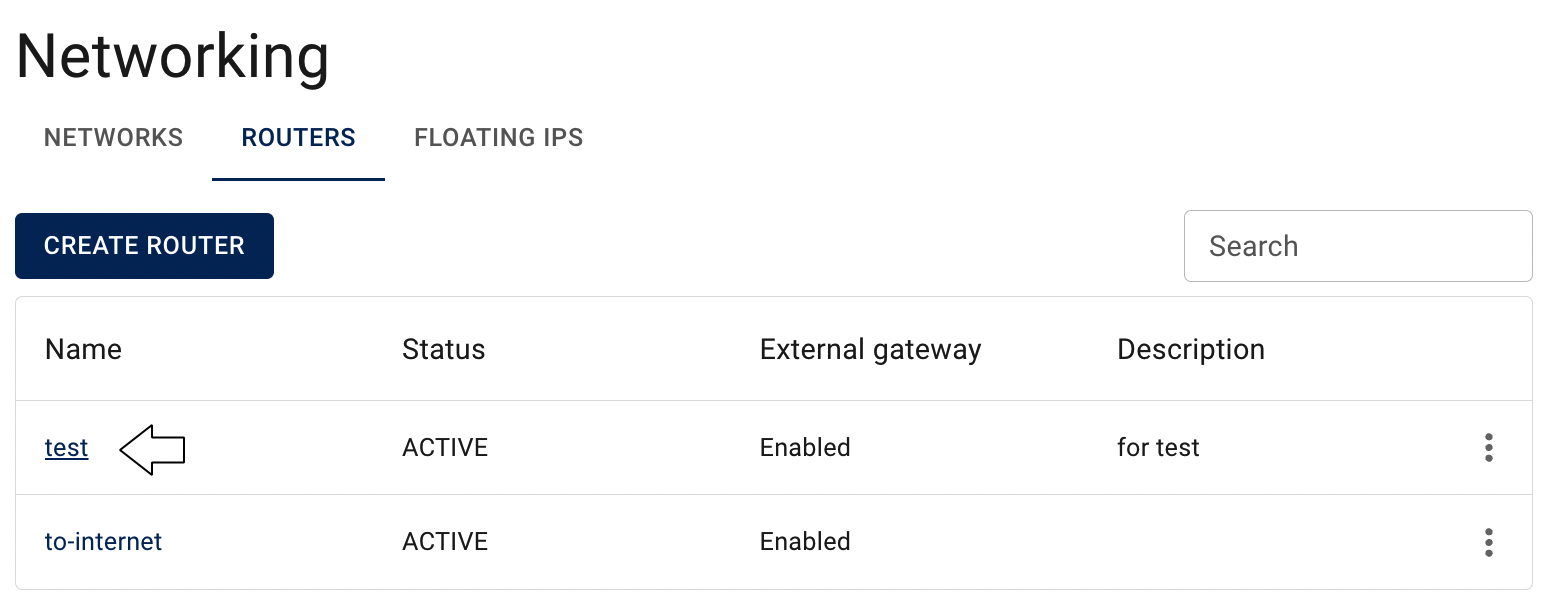 Networking
NETWORKS ROUTERS FLOATING IPS
CREATE ROUTER Search
Name Status External gateway Description
test ACTIVE Enabled for test
to-internet ACTIVE Enabled